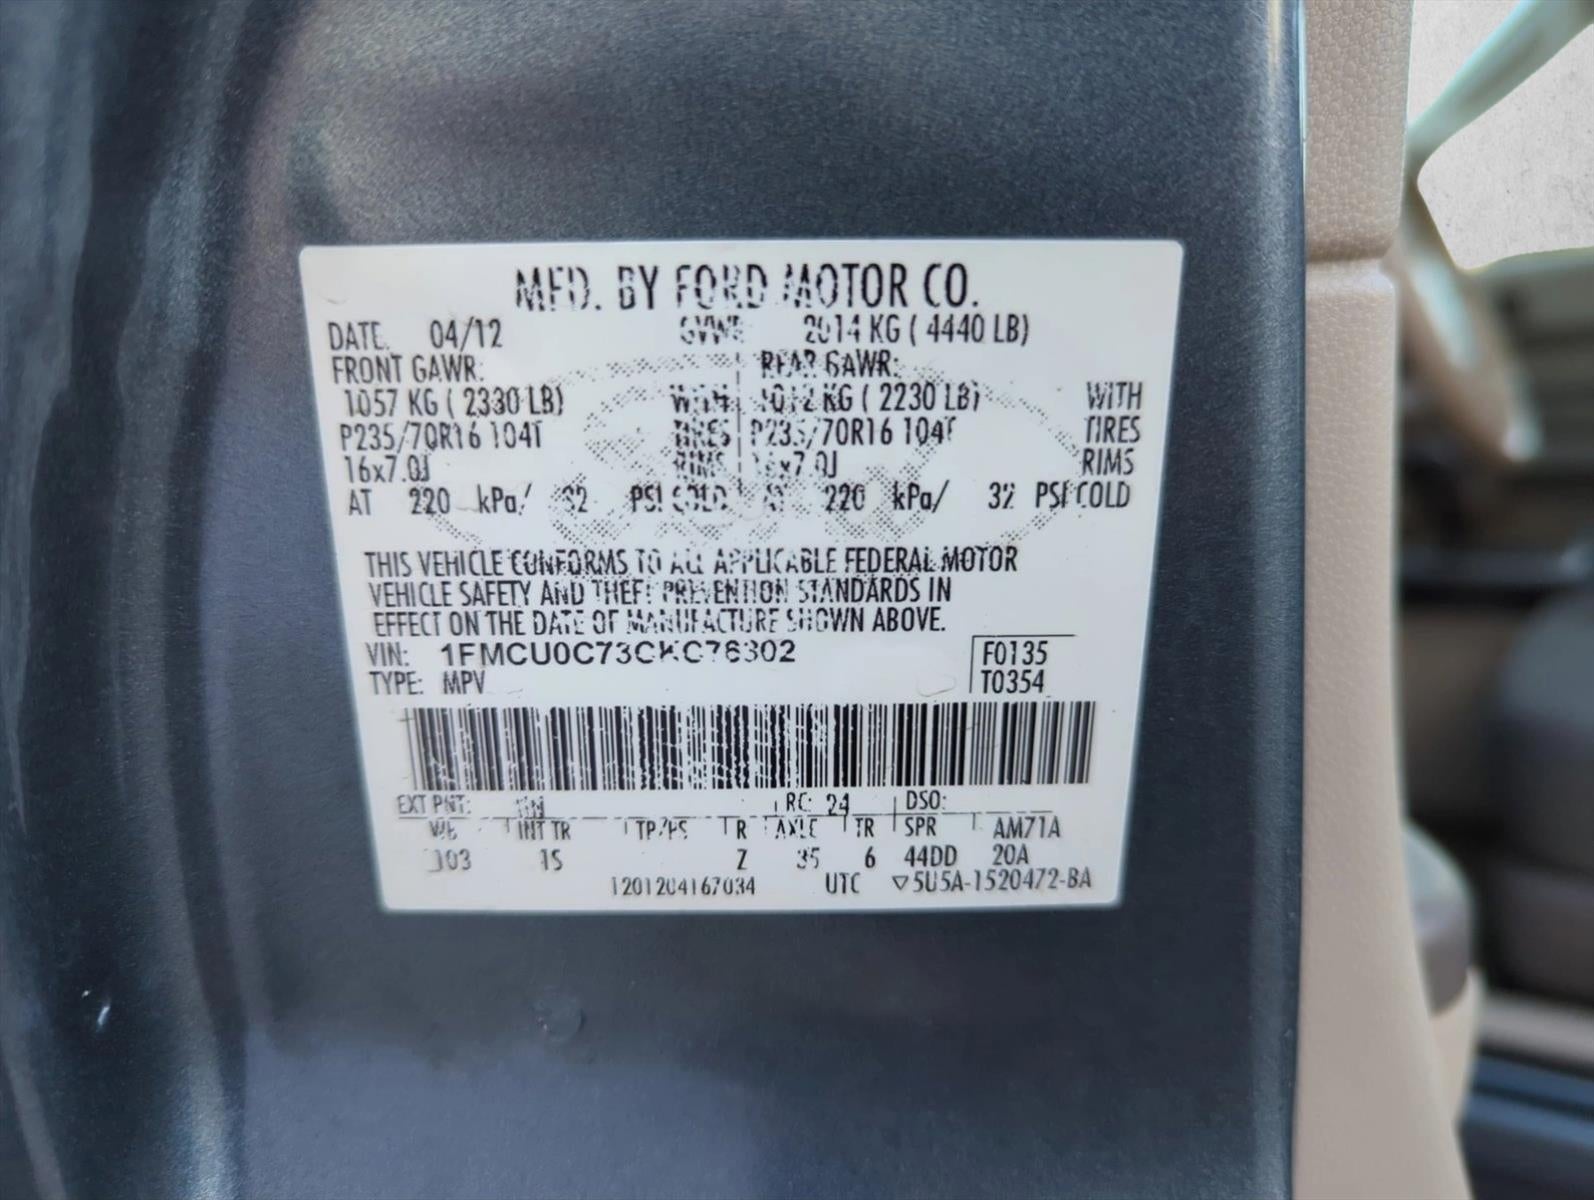 MFD. BY FORD MOTOR CO.
DATE: 04/12 GVWR: 2014 KG ( 4440 LB)
FRONT GAWR: REAR GAWR:
1057 KG ( 2330 LB) WITH 1012 KG ( 2230 LB) WITH
P235/70R16 104T TIRES P235/70R16 104T TIRES
16x7.0J RIMS 16x7.0J RIMS
AT 220 kPa/ 32 PSI COLD AT 220 kPa/ 32 PSI COLD
THIS VEHICLE CONFORMS TO ALL APPLICABLE FEDERAL MOTOR
VEHICLE SAFETY AND THEFT PREVENTION STANDARDS IN
EFFECT ON THE DATE OF MANUFACTURE SHOWN ABOVE.
VIN: 1FMCU0C73CKC76302 F0135
TYPE: MPV T0354
EXT PNT: RC: 24 DSO:
WB INT TR TP/PS R AXLE TR SPR AM71A
103 1S Z 35 6 44DD 20A
1201204167034 UTC ▽5U5A-1520472-BA